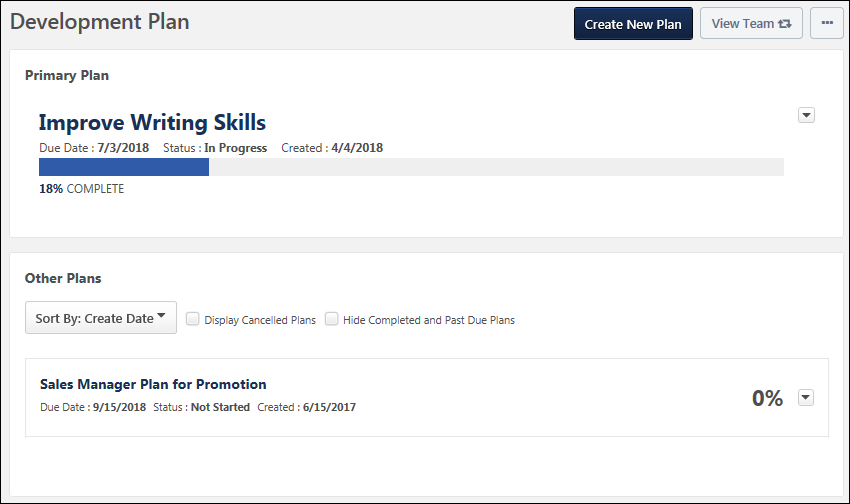 Development Plan
Create New Plan
View Team
...
Primary Plan
Improve Writing Skills
Due Date : 7/3/2018 Status : In Progress Created : 4/4/2018
18% COMPLETE
Other Plans
Sort By: Create Date
Display Cancelled Plans
Hide Completed and Past Due Plans
Sales Manager Plan for Promotion
Due Date : 9/15/2018 Status : Not Started Created : 6/15/2017
0%